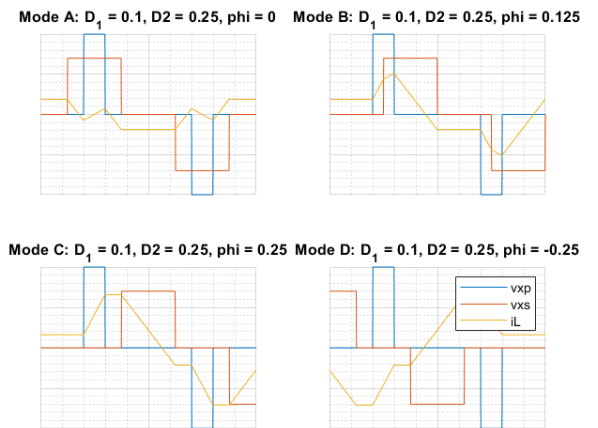 Mode A: D1 = 0.1, D2 = 0.25, phi = 0
Mode B: D1 = 0.1, D2 = 0.25, phi = 0.125
Mode C: D1 = 0.1, D2 = 0.25, phi = 0.25
Mode D: D1 = 0.1, D2 = 0.25, phi = -0.25
vxp
vxs
iL